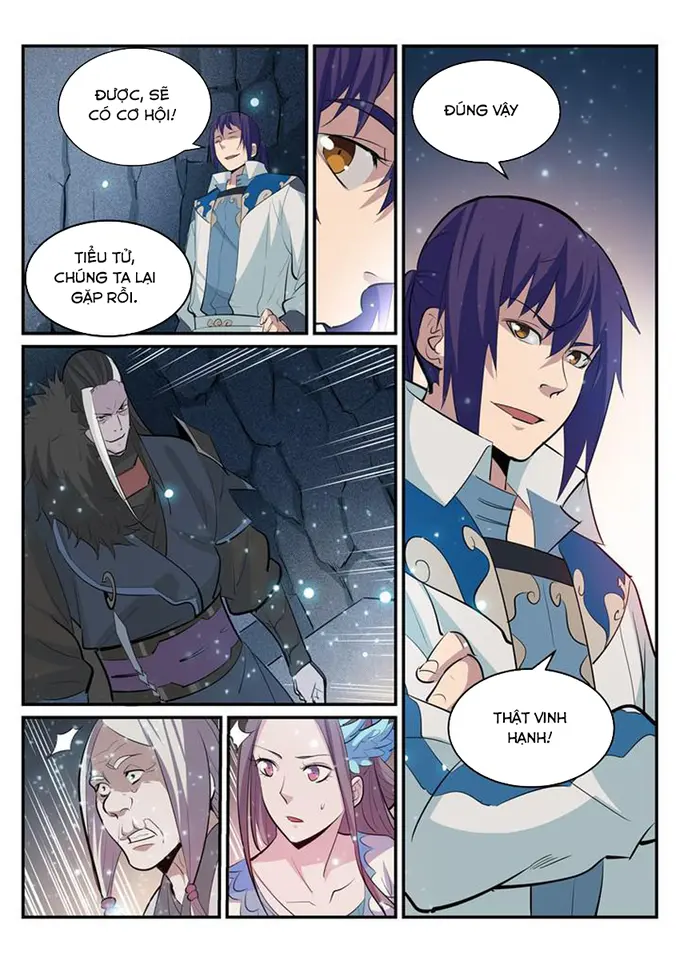 ĐƯỢC, SẼ
CÓ CƠ HỘI!
TIỂU TỬ,
CHÚNG TA LẠI
GẶP RỒI.
ĐÚNG VẬY
THẬT VINH
HẠNH!